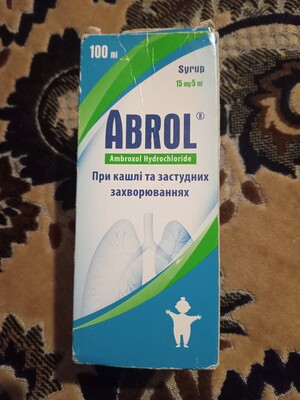 100 ml
Syrup
15 mg/5 ml
ABROL®
Ambroxol Hydrochloride
При кашлі та застудних
захворюваннях